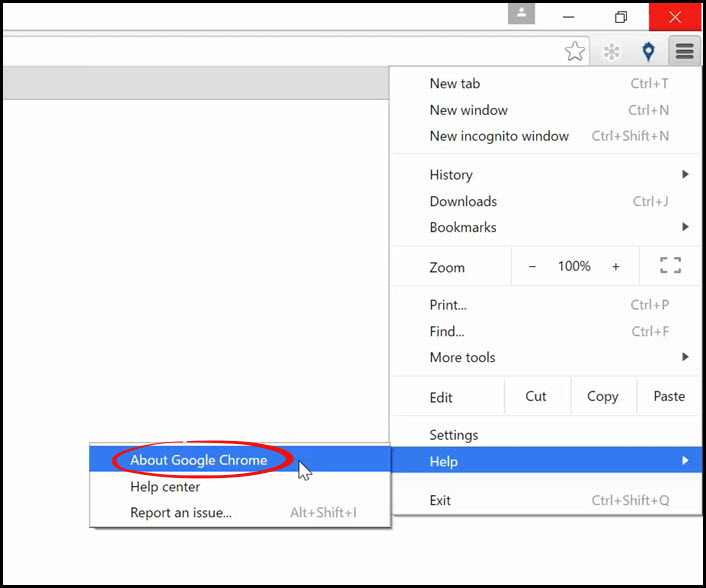 New tab Ctrl+T
New window Ctrl+N
New incognito window Ctrl+Shift+N
History
Downloads Ctrl+J
Bookmarks
Zoom − 100% +
Print... Ctrl+P
Find... Ctrl+F
More tools
Edit Cut Copy Paste
Settings
Help
Exit Ctrl+Shift+Q
About Google Chrome
Help center
Report an issue... Alt+Shift+I